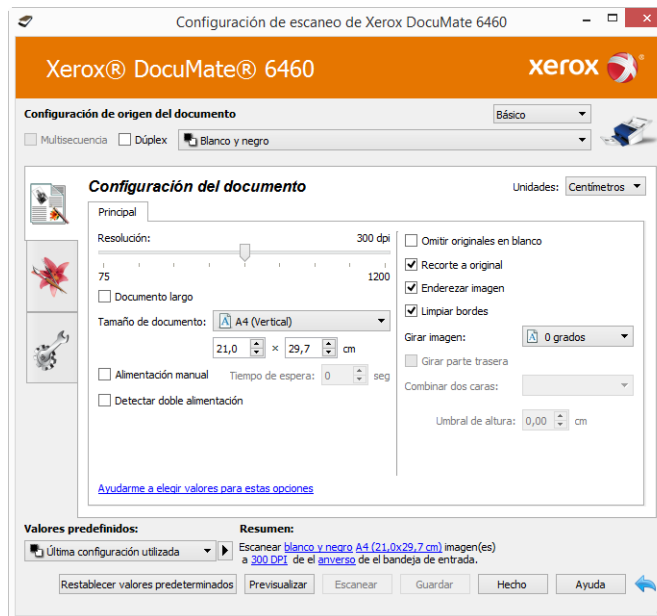 Configuración de escaneo de Xerox DocuMate 6460
Xerox® DocuMate® 6460
xerox
Configuración de origen del documento
Básico
Multisecuencia
Dúplex
Blanco y negro
Configuración del documento
Unidades: Centímetros
Principal
Resolución: 300 dpi
75 1200
Documento largo
Tamaño de documento: A4 (Vertical)
21,0 × 29,7 cm
Alimentación manual Tiempo de espera: 0 seg
Detectar doble alimentación
Omitir originales en blanco
Recorte a original
Enderezar imagen
Limpiar bordes
Girar imagen: 0 grados
Girar parte trasera
Combinar dos caras:
Umbral de altura: 0,00 cm
Ayudarme a elegir valores para estas opciones
Valores predefinidos:
Última configuración utilizada
Resumen:
Escanear blanco y negro A4 (21,0x29,7 cm) imagen(es)
a 300 DPI de el anverso de el bandeja de entrada.
Restablecer valores predeterminados Previsualizar Escanear Guardar Hecho Ayuda